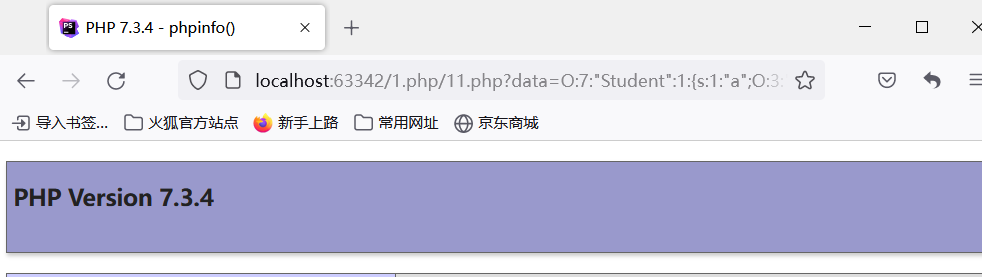 PHP 7.3.4 - phpinfo()
localhost:63342/1.php/11.php?data=O:7:"Student":1:{s:1:"a";O:3:
导入书签... 火狐官方站点 新手上路 常用网址 京东商城
PHP Version 7.3.4